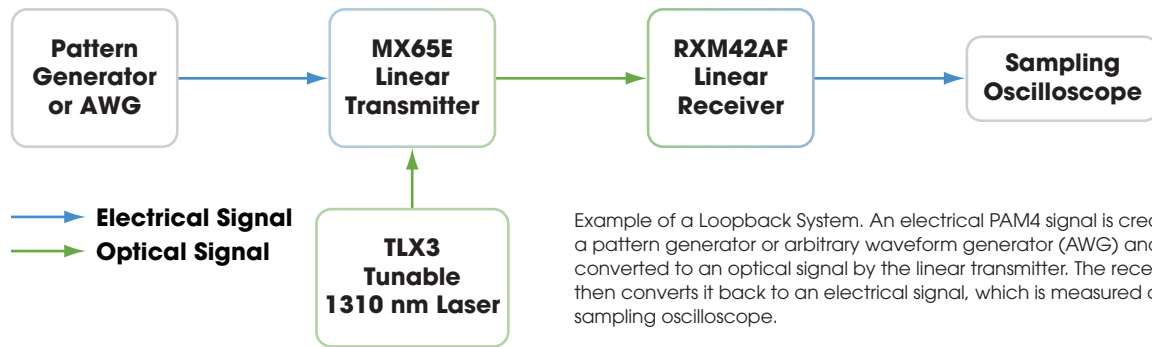 Pattern
Generator
or AWG
MX65E
Linear
Transmitter
RXM42AF
Linear
Receiver
Sampling
Oscilloscope
Electrical Signal
Optical Signal
TLX3
Tunable
1310 nm Laser
Example of a Loopback System. An electrical PAM4 signal is
a pattern generator or arbitrary waveform generator (AWG)
converted to an optical signal by the linear transmitter. The
then converts it back to an electrical signal, which is measured
sampling oscilloscope.